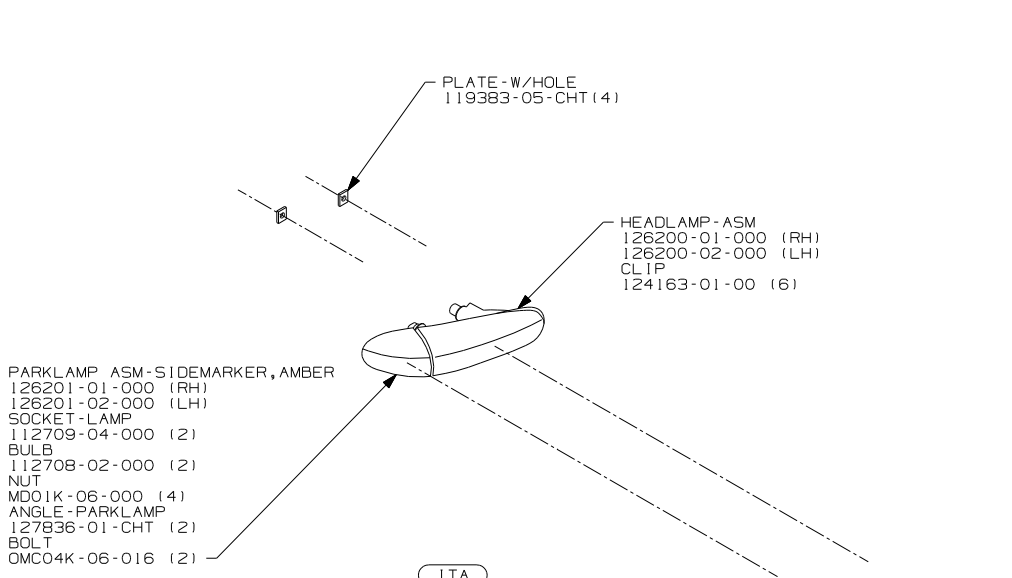 PLATE-W/HOLE
119383-05-CHT(4)
HEADLAMP-ASM
126200-01-000 (RH)
126200-02-000 (LH)
CLIP
124163-01-00 (6)
PARKLAMP ASM-SIDEMARKER,AMBER
126201-01-000 (RH)
126201-02-000 (LH)
SOCKET-LAMP
112709-04-000 (2)
BULB
112708-02-000 (2)
NUT
MD01K-06-000 (4)
ANGLE-PARKLAMP
127836-01-CHT (2)
BOLT
OMC04K-06-016 (2)